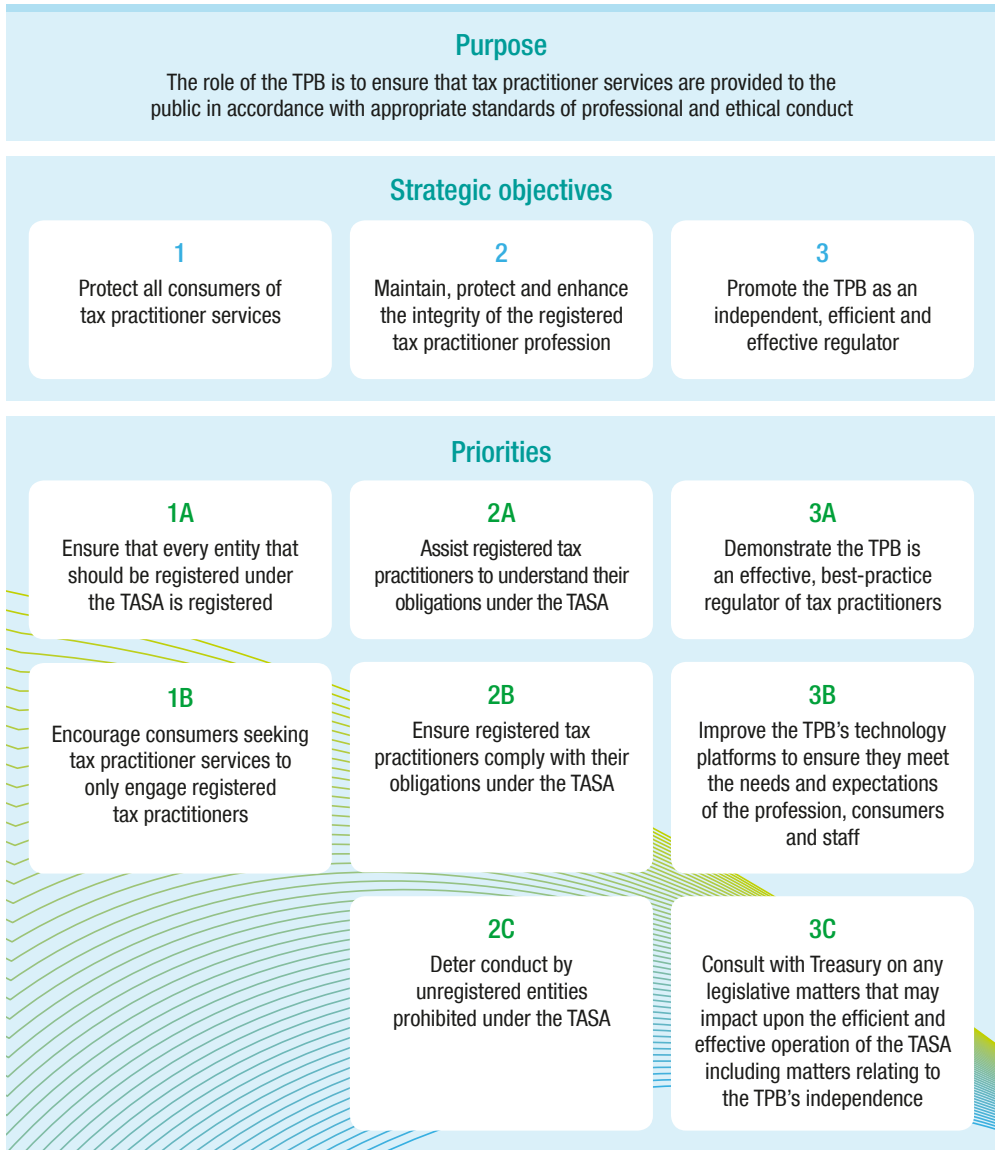 Purpose
The role of the TPB is to ensure that tax practitioner services are provided to the
public in accordance with appropriate standards of professional and ethical conduct
Strategic objectives
1
Protect all consumers of
tax practitioner services
2
Maintain, protect and enhance
the integrity of the registered
tax practitioner profession
3
Promote the TPB as an
independent, efficient and
effective regulator
Priorities
1A
Ensure that every entity that
should be registered under
the TASA is registered
2A
Assist registered tax
practitioners to understand their
obligations under the TASA
3A
Demonstrate the TPB is
an effective, best-practice
regulator of tax practitioners
1B
Encourage consumers seeking
tax practitioner services to
only engage registered
tax practitioners
2B
Ensure registered tax
practitioners comply with their
obligations under the TASA
3B
Improve the TPB’s technology
platforms to ensure they meet
the needs and expectations
of the profession, consumers
and staff
2C
Deter conduct by
unregistered entities
prohibited under the TASA
3C
Consult with Treasury on any
legislative matters that may
impact upon the efficient and
effective operation of the TASA
including matters relating to
the TPB’s independence